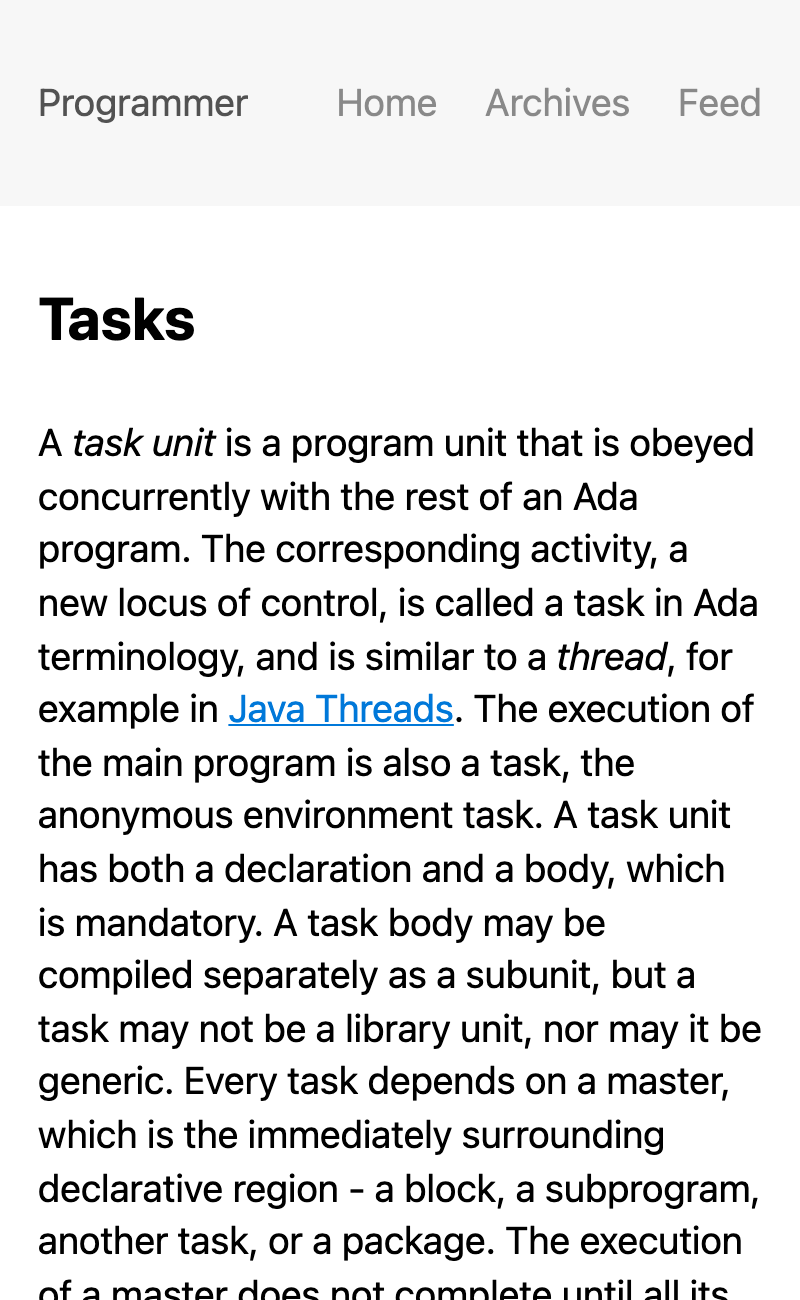 Programmer Home Archives Feed
Tasks
A task unit is a program unit that is obeyed
concurrently with the rest of an Ada
program. The corresponding activity, a
new locus of control, is called a task in Ada
terminology, and is similar to a thread, for
example in Java Threads. The execution of
the main program is also a task, the
anonymous environment task. A task unit
has both a declaration and a body, which
is mandatory. A task body may be
compiled separately as a subunit, but a
task may not be a library unit, nor may it be
generic. Every task depends on a master,
which is the immediately surrounding
declarative region - a block, a subprogram,
another task, or a package. The execution
of a master does not complete until all its